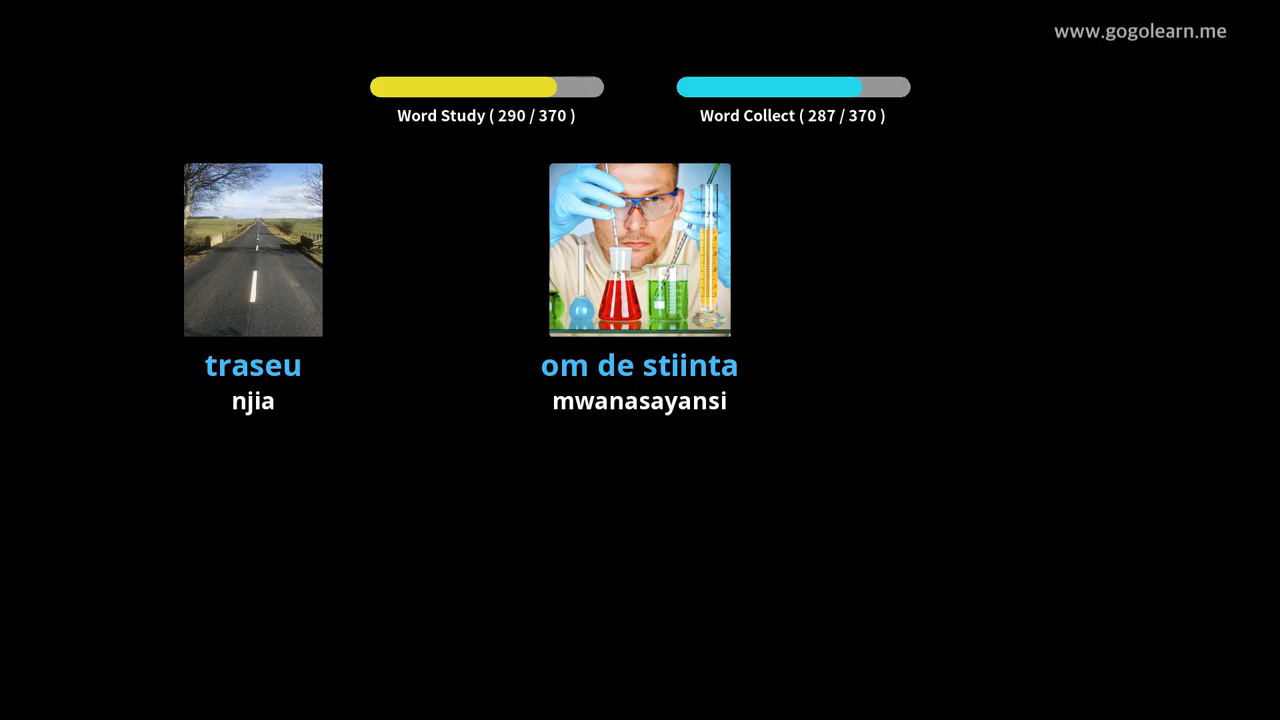 www.gogolearn.me
Word Study ( 290 / 370 )
Word Collect ( 287 / 370 )
traseu
njia
om de stiinta
mwanasayansi